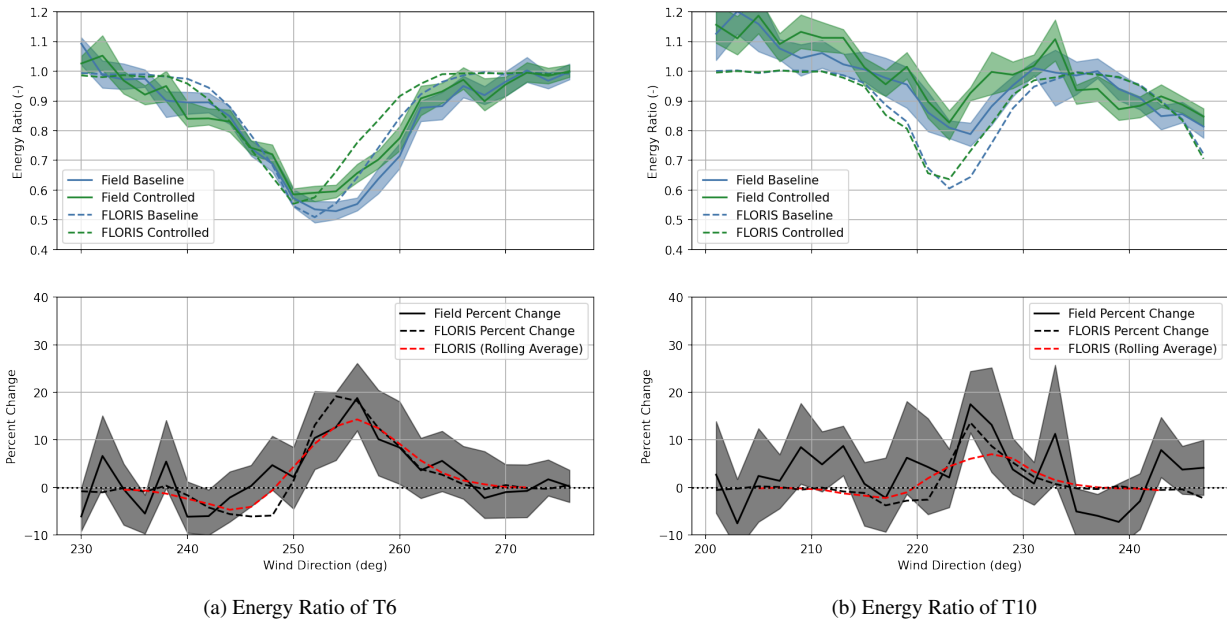 1.2
1.1
1.0
0.9
0.8
0.7
0.6
0.5
0.4
Energy Ratio (-)
Field Baseline
Field Controlled
FLORIS Baseline
FLORIS Controlled
40
30
20
10
0
−10
Percent Change
Field Percent Change
FLORIS Percent Change
FLORIS (Rolling Average)
230 240 250 260 270
Wind Direction (deg)
(a) Energy Ratio of T6
1.2
1.1
1.0
0.9
0.8
0.7
0.6
0.5
0.4
Energy Ratio (-)
Field Baseline
Field Controlled
FLORIS Baseline
FLORIS Controlled
40
30
20
10
0
−10
Percent Change
Field Percent Change
FLORIS Percent Change
FLORIS (Rolling Average)
200 210 220 230 240
Wind Direction (deg)
(b) Energy Ratio of T10